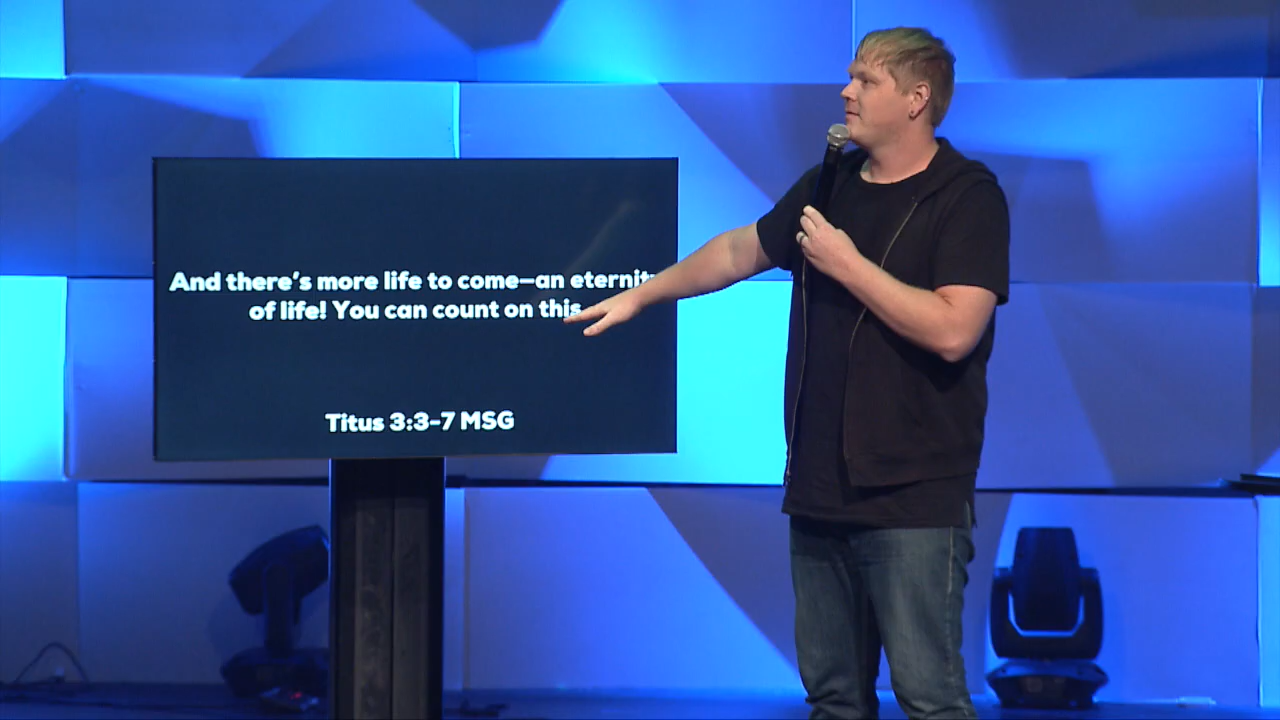 And there's more life to come—an eternity
of life! You can count on this.
Titus 3:3-7 MSG